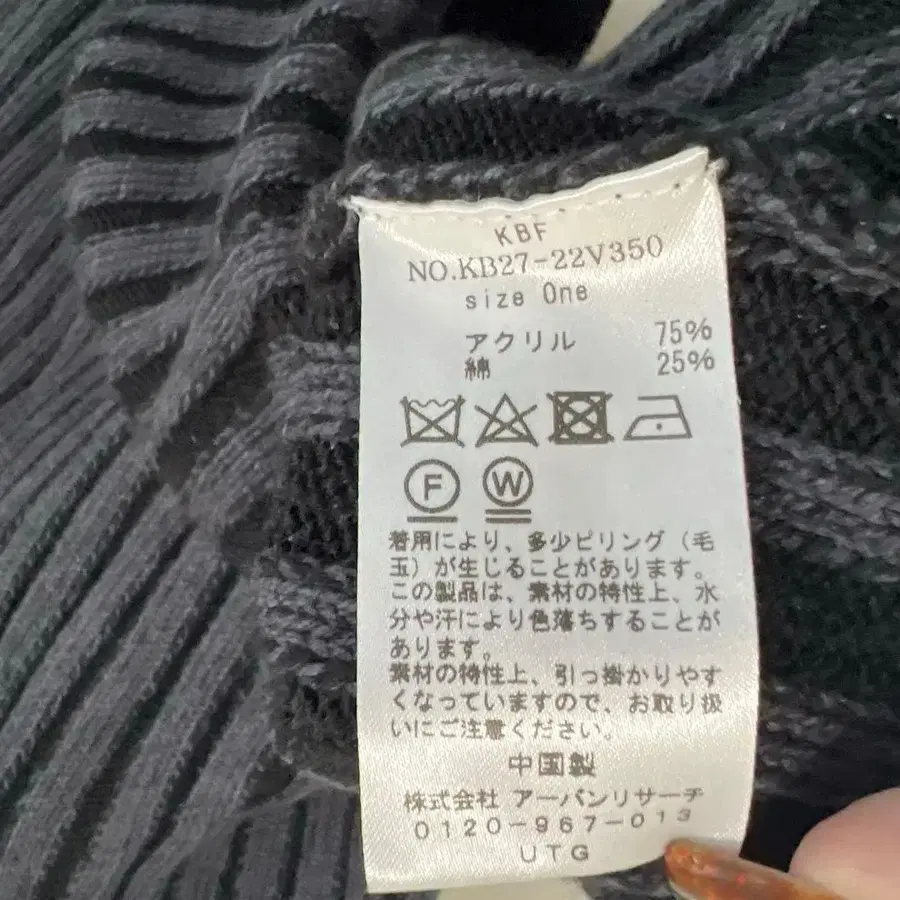 KBF
NO.KB27-22V350
size One
アクリル 75%
綿 25%
F W
着用により、多少ピリング（毛
玉）が生じることがあります。
この製品は、素材の特性上、水
分や汗により色落ちすることが
あります。
素材の特性上、引っ掛かりやす
くなっていますので、お取り扱
いにご注意ください。
中国製
株式会社 アーバンリサーチ
0120-967-013
UTG